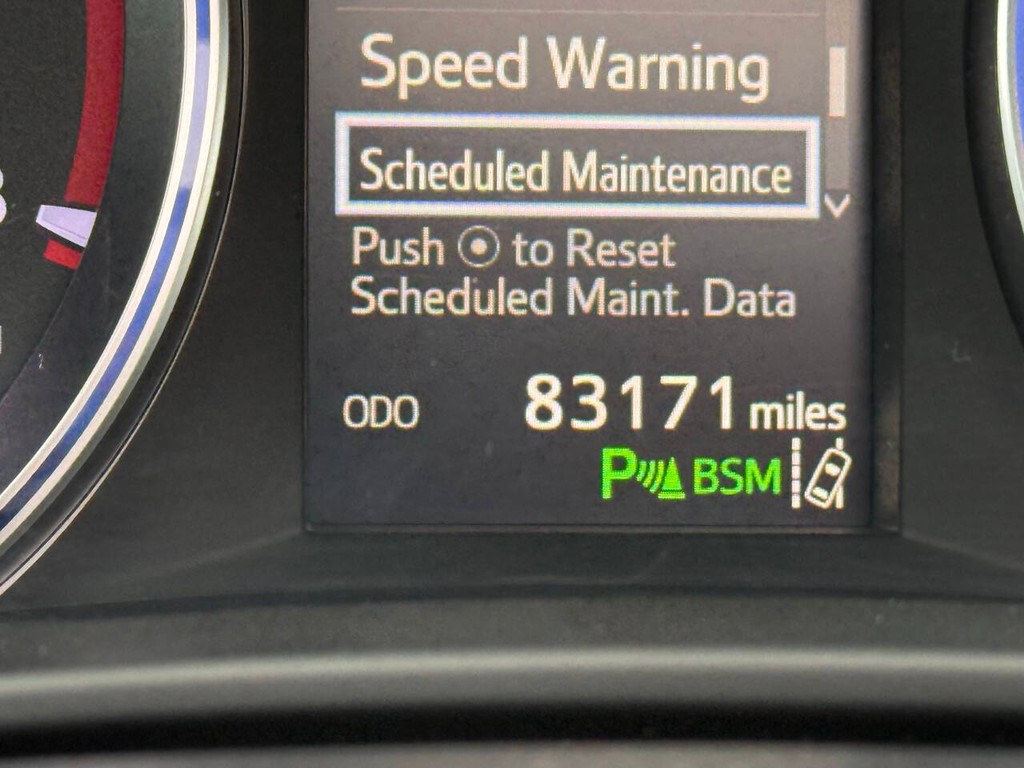 Speed Warning
Scheduled Maintenance
Push to Reset
Scheduled Maint. Data
ODO 83171 miles
P BSM